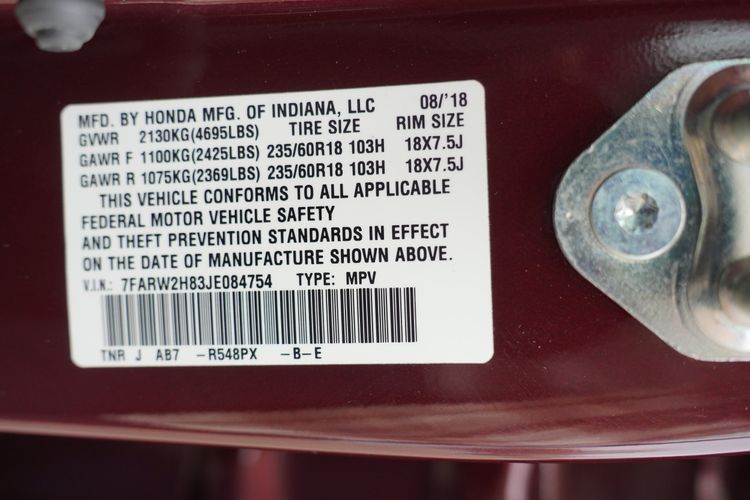 MFD. BY HONDA MFG. OF INDIANA, LLC 08/'18
GVWR 2130KG(4695LBS) TIRE SIZE RIM SIZE
GAWR F 1100KG(2425LBS) 235/60R18 103H 18X7.5J
GAWR R 1075KG(2369LBS) 235/60R18 103H 18X7.5J
THIS VEHICLE CONFORMS TO ALL APPLICABLE
FEDERAL MOTOR VEHICLE SAFETY
AND THEFT PREVENTION STANDARDS IN EFFECT
ON THE DATE OF MANUFACTURE SHOWN ABOVE.
V.I.N.: 7FARW2H83JE084754 TYPE: MPV
TNR J AB7 -R548PX -B-E